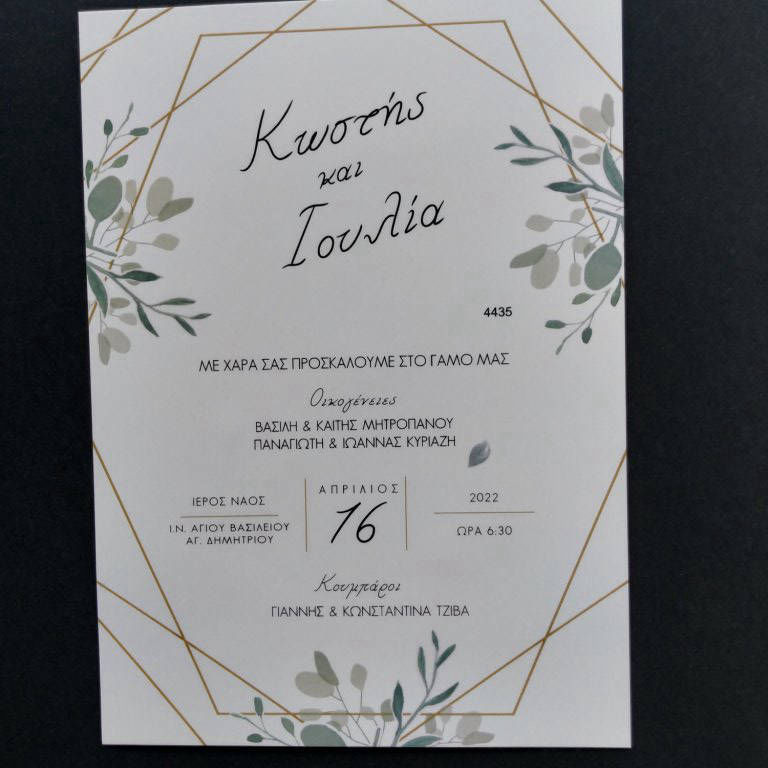 Κωστής
και
Ιουλία
4435
ΜΕ ΧΑΡΑ ΣΑΣ ΠΡΟΣΚΑΛΟΥΜΕ ΣΤΟ ΓΑΜΟ ΜΑΣ
Οικογένειες
ΒΑΣΙΛΗ & ΚΑΙΤΗΣ ΜΗΤΡΟΠΑΝΟΥ
ΠΑΝΑΓΙΩΤΗ & ΙΩΑΝΝΑΣ ΚΥΡΙΑΖΗ
ΙΕΡΟΣ ΝΑΟΣ
Ι.Ν. ΑΓΙΟΥ ΒΑΣΙΛΕΙΟΥ
ΑΓ. ΔΗΜΗΤΡΙΟΥ
ΑΠΡΙΛΙΟΣ
16
2022
ΩΡΑ 6:30
Κουμπάροι
ΓΙΑΝΝΗΣ & ΚΩΝΣΤΑΝΤΙΝΑ ΤΖΙΒΑ